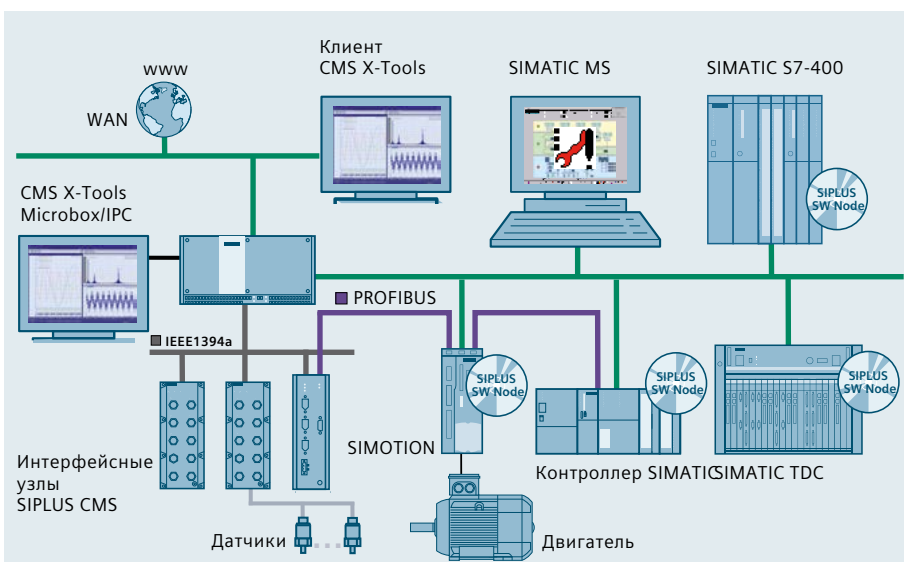 www
WAN
Клиент
CMS X-Tools
SIMATIC MS
SIMATIC S7-400
SIPLUS
SW Node
CMS X-Tools
Microbox/IPC
PROFIBUS
IEEE1394a
SIPLUS
SW Node
SIPLUS
SW Node
SIPLUS
SW Node
SIMOTION
Контроллер SIMATIC
SIMATIC TDC
Интерфейсные
узлы
SIPLUS CMS
Датчики
Двигатель